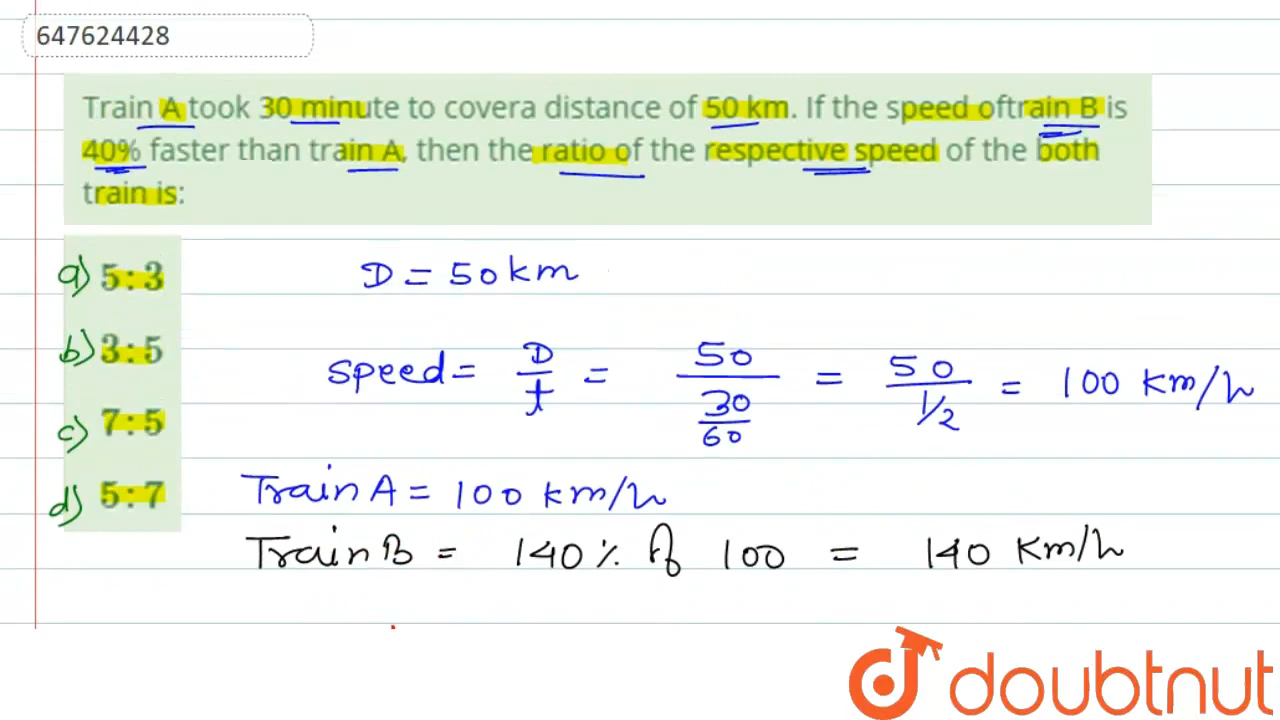 647624428
Train A took 30 minute to covera distance of 50 km. If the speed oftrain B is
40% faster than train A, then the ratio of the respective speed of the both
train is:
a) 5 : 3
D = 50 km
b) 3 : 5
Speed = D/t = 50/(30/60) = 50/(1/2) = 100 Km/h
c) 7 : 5
d) 5 : 7
Train A = 100 km/h
Train B = 140 % of 100 = 140 Km/h
doubtnut